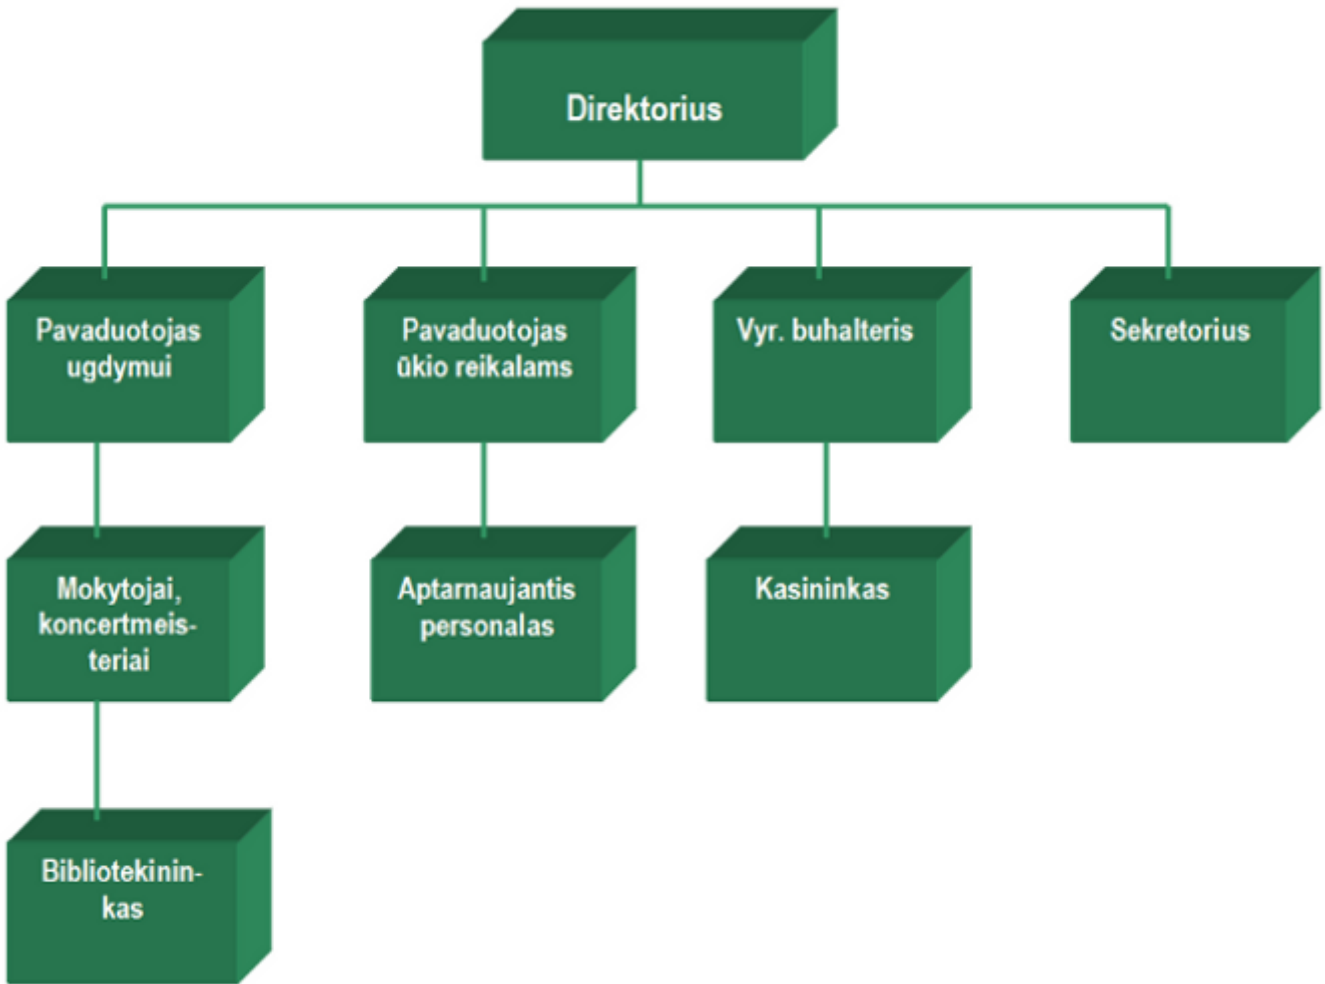 Direktorius
Pavaduotojas
ugdymui
Pavaduotojas
ūkio reikalams
Vyr. buhalteris
Sekretorius
Mokytojai,
koncertmeis-
teriai
Aptarnaujantis
personalas
Kasininkas
Bibliotekinin-
kas